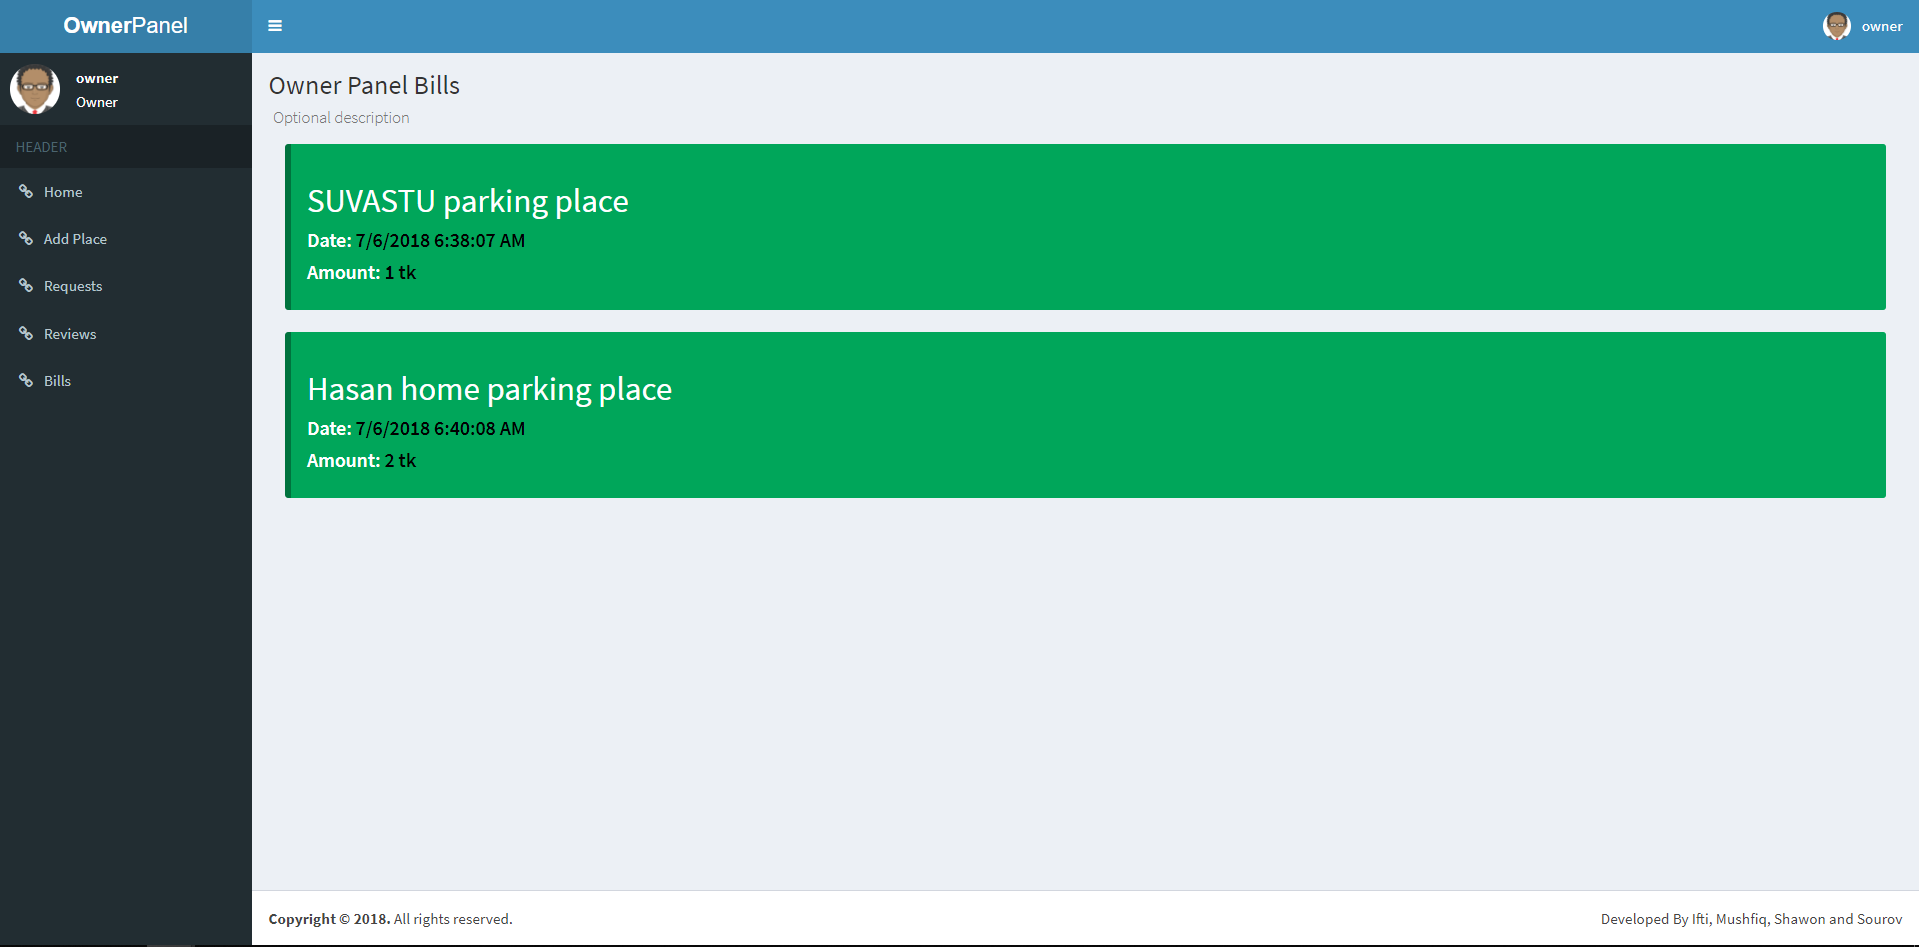 OwnerPanel
owner
owner
Owner
HEADER
Home
Add Place
Requests
Reviews
Bills
Owner Panel Bills
Optional description
SUVASTU parking place
Date: 7/6/2018 6:38:07 AM
Amount: 1 tk
Hasan home parking place
Date: 7/6/2018 6:40:08 AM
Amount: 2 tk
Copyright © 2018. All rights reserved.
Developed By Ifti, Mushfiq, Shawon and Sourov